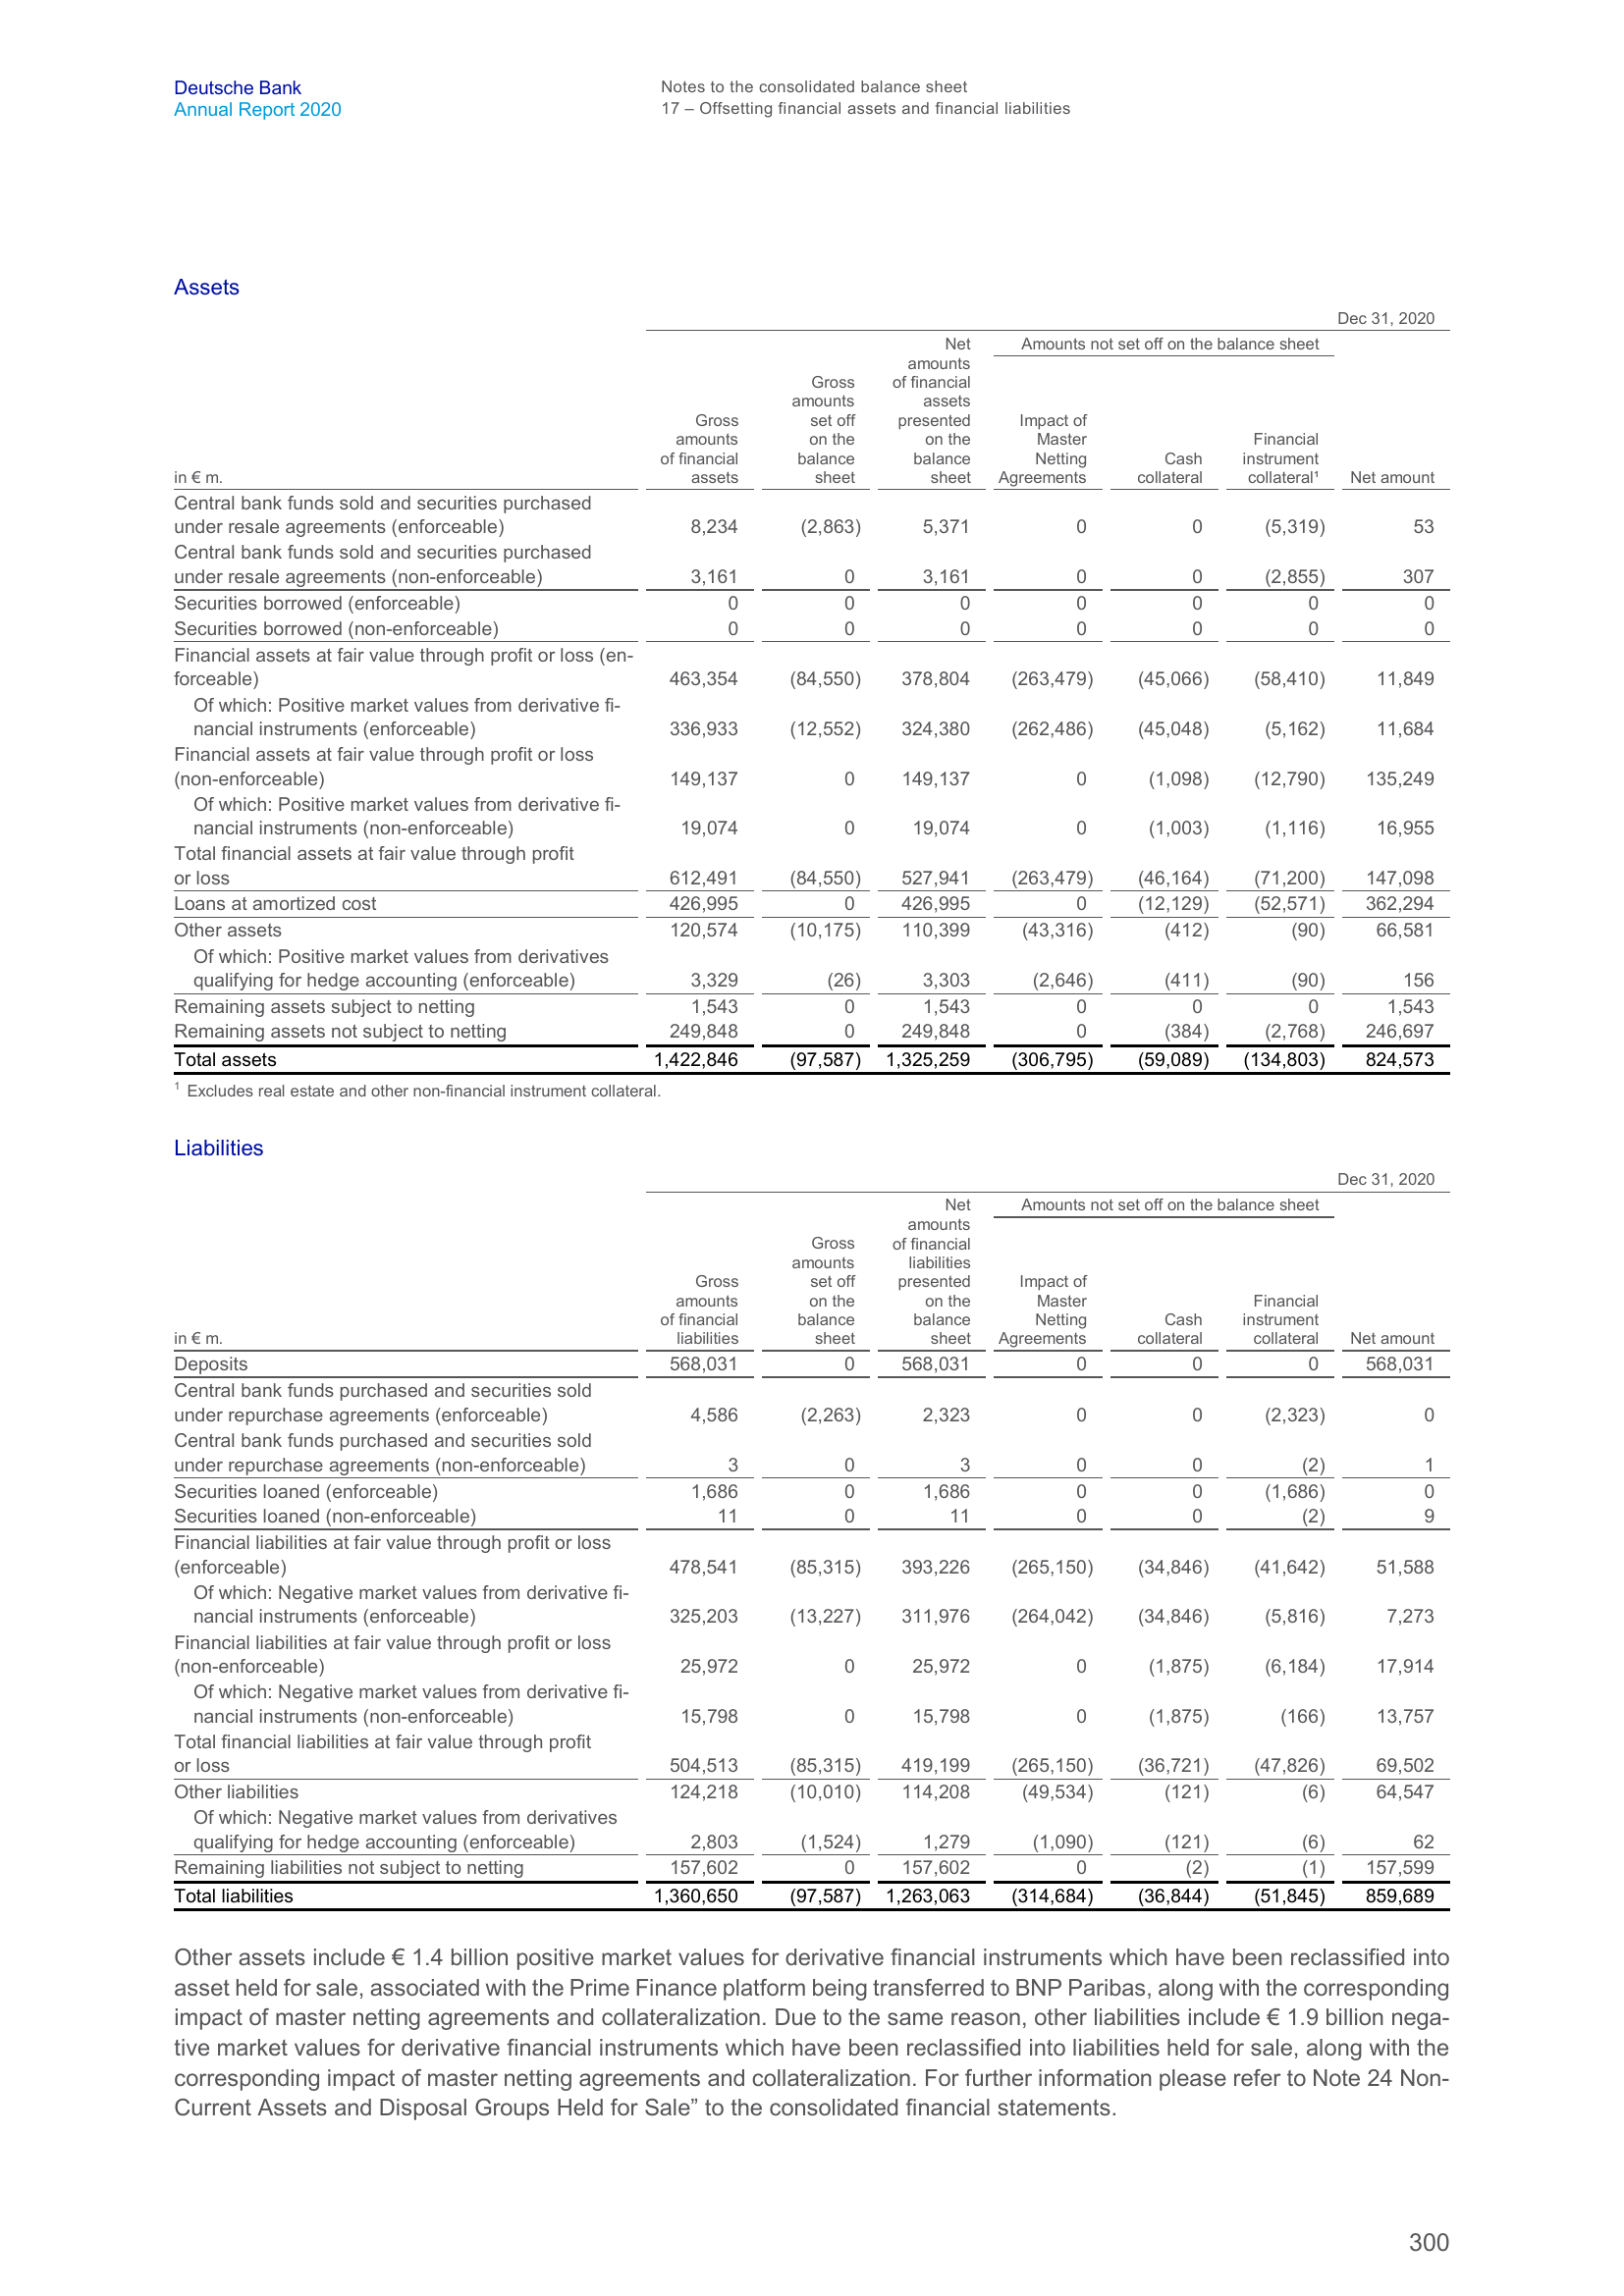 Deutsche Bank
Annual Report 2020
Notes to the consolidated balance sheet
17 – Offsetting financial assets and financial liabilities
Assets
Dec 31, 2020
Amounts not set off on the balance sheet
in € m.
Gross
amounts
of financial
assets
Gross
amounts
set off
on the
balance
sheet
Net
amounts
of financial
assets
presented
on the
balance
sheet
Impact of
Master
Netting
Agreements
Cash
collateral
Financial
instrument
collateral¹
Net amount
Central bank funds sold and securities purchased
under resale agreements (enforceable) 8,234 (2,863) 5,371 0 0 (5,319) 53
Central bank funds sold and securities purchased
under resale agreements (non-enforceable) 3,161 0 3,161 0 0 (2,855) 307
Securities borrowed (enforceable) 0 0 0 0 0 0 0
Securities borrowed (non-enforceable) 0 0 0 0 0 0 0
Financial assets at fair value through profit or loss (en-
forceable) 463,354 (84,550) 378,804 (263,479) (45,066) (58,410) 11,849
Of which: Positive market values from derivative fi-
nancial instruments (enforceable) 336,933 (12,552) 324,380 (262,486) (45,048) (5,162) 11,684
Financial assets at fair value through profit or loss
(non-enforceable) 149,137 0 149,137 0 (1,098) (12,790) 135,249
Of which: Positive market values from derivative fi-
nancial instruments (non-enforceable) 19,074 0 19,074 0 (1,003) (1,116) 16,955
Total financial assets at fair value through profit
or loss 612,491 (84,550) 527,941 (263,479) (46,164) (71,200) 147,098
Loans at amortized cost 426,995 0 426,995 0 (12,129) (52,571) 362,294
Other assets 120,574 (10,175) 110,399 (43,316) (412) (90) 66,581
Of which: Positive market values from derivatives
qualifying for hedge accounting (enforceable) 3,329 (26) 3,303 (2,646) (411) (90) 156
Remaining assets subject to netting 1,543 0 1,543 0 0 0 1,543
Remaining assets not subject to netting 249,848 0 249,848 0 (384) (2,768) 246,697
Total assets 1,422,846 (97,587) 1,325,259 (306,795) (59,089) (134,803) 824,573
¹ Excludes real estate and other non-financial instrument collateral.
Liabilities
Dec 31, 2020
Amounts not set off on the balance sheet
in € m.
Gross
amounts
of financial
liabilities
Gross
amounts
set off
on the
balance
sheet
Net
amounts
of financial
liabilities
presented
on the
balance
sheet
Impact of
Master
Netting
Agreements
Cash
collateral
Financial
instrument
collateral
Net amount
Deposits 568,031 0 568,031 0 0 0 568,031
Central bank funds purchased and securities sold
under repurchase agreements (enforceable) 4,586 (2,263) 2,323 0 0 (2,323) 0
Central bank funds purchased and securities sold
under repurchase agreements (non-enforceable) 3 0 3 0 0 (2) 1
Securities loaned (enforceable) 1,686 0 1,686 0 0 (1,686) 0
Securities loaned (non-enforceable) 11 0 11 0 0 (2) 9
Financial liabilities at fair value through profit or loss
(enforceable) 478,541 (85,315) 393,226 (265,150) (34,846) (41,642) 51,588
Of which: Negative market values from derivative fi-
nancial instruments (enforceable) 325,203 (13,227) 311,976 (264,042) (34,846) (5,816) 7,273
Financial liabilities at fair value through profit or loss
(non-enforceable) 25,972 0 25,972 0 (1,875) (6,184) 17,914
Of which: Negative market values from derivative fi-
nancial instruments (non-enforceable) 15,798 0 15,798 0 (1,875) (166) 13,757
Total financial liabilities at fair value through profit
or loss 504,513 (85,315) 419,199 (265,150) (36,721) (47,826) 69,502
Other liabilities 124,218 (10,010) 114,208 (49,534) (121) (6) 64,547
Of which: Negative market values from derivatives
qualifying for hedge accounting (enforceable) 2,803 (1,524) 1,279 (1,090) (121) (6) 62
Remaining liabilities not subject to netting 157,602 0 157,602 0 (2) (1) 157,599
Total liabilities 1,360,650 (97,587) 1,263,063 (314,684) (36,844) (51,845) 859,689
Other assets include € 1.4 billion positive market values for derivative financial instruments which have been reclassified into
asset held for sale, associated with the Prime Finance platform being transferred to BNP Paribas, along with the corresponding
impact of master netting agreements and collateralization. Due to the same reason, other liabilities include € 1.9 billion nega-
tive market values for derivative financial instruments which have been reclassified into liabilities held for sale, along with the
corresponding impact of master netting agreements and collateralization. For further information please refer to Note 24 Non-
Current Assets and Disposal Groups Held for Sale” to the consolidated financial statements.
300